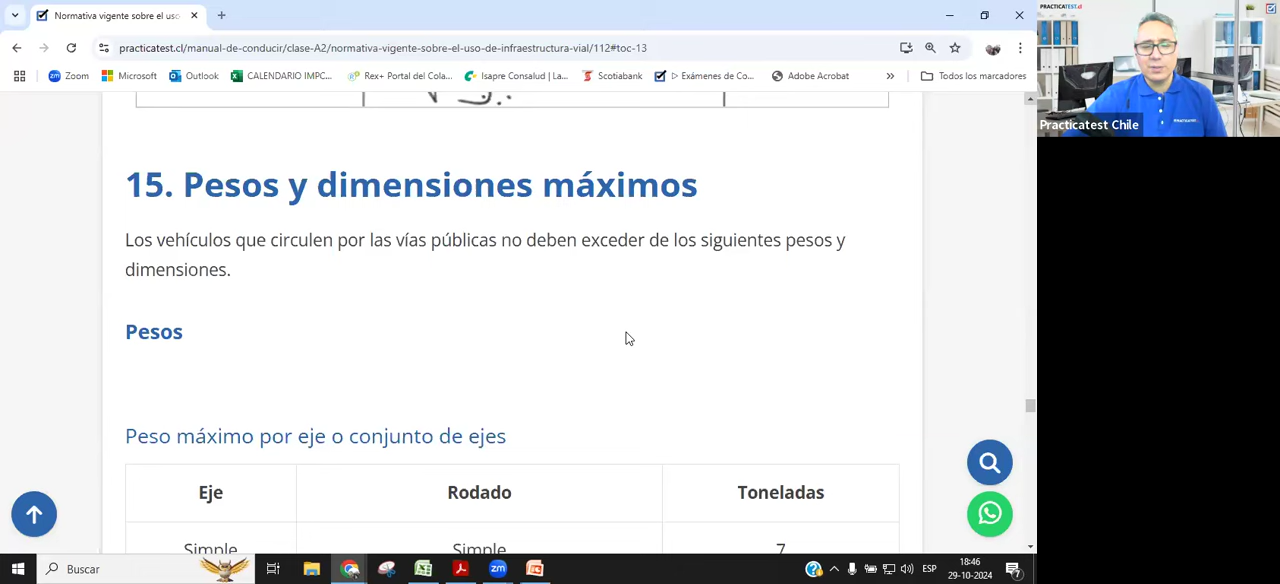 Normativa vigente sobre el uso
practicatest.cl/manual-de-conducir/clase-A2/normativa-vigente-sobre-el-uso-de-infraestructura-vial/112#toc-13
Zoom Microsoft Outlook CALENDARIO IMPC... Rex+ Portal del Cola... Isapre Consalud | La... Scotiabank ▷ Exámenes de Co... Adobe Acrobat » Todos los marcadores
PRACTICATEST.cl
Practicatest Chile
15. Pesos y dimensiones máximos
Los vehículos que circulen por las vías públicas no deben exceder de los siguientes pesos y
dimensiones.
Pesos
Peso máximo por eje o conjunto de ejes
Eje Rodado Toneladas
Simple Simple 7
Buscar
ESP
18:46
29-10-2024
7